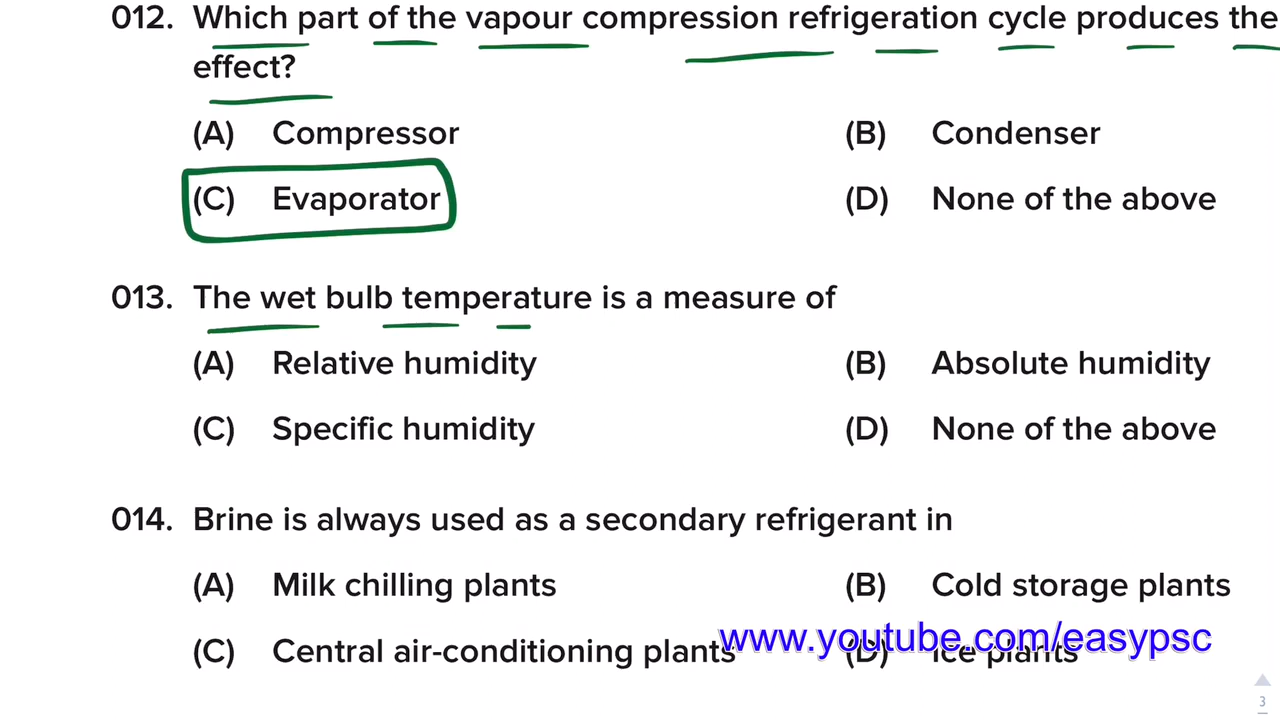 012. Which part of the vapour compression refrigeration cycle produces the
effect?
(A) Compressor (B) Condenser
(C) Evaporator (D) None of the above
013. The wet bulb temperature is a measure of
(A) Relative humidity (B) Absolute humidity
(C) Specific humidity (D) None of the above
014. Brine is always used as a secondary refrigerant in
(A) Milk chilling plants (B) Cold storage plants
www.youtube.com/easypsc
(C) Central air-conditioning plants (D) Ice plants
3